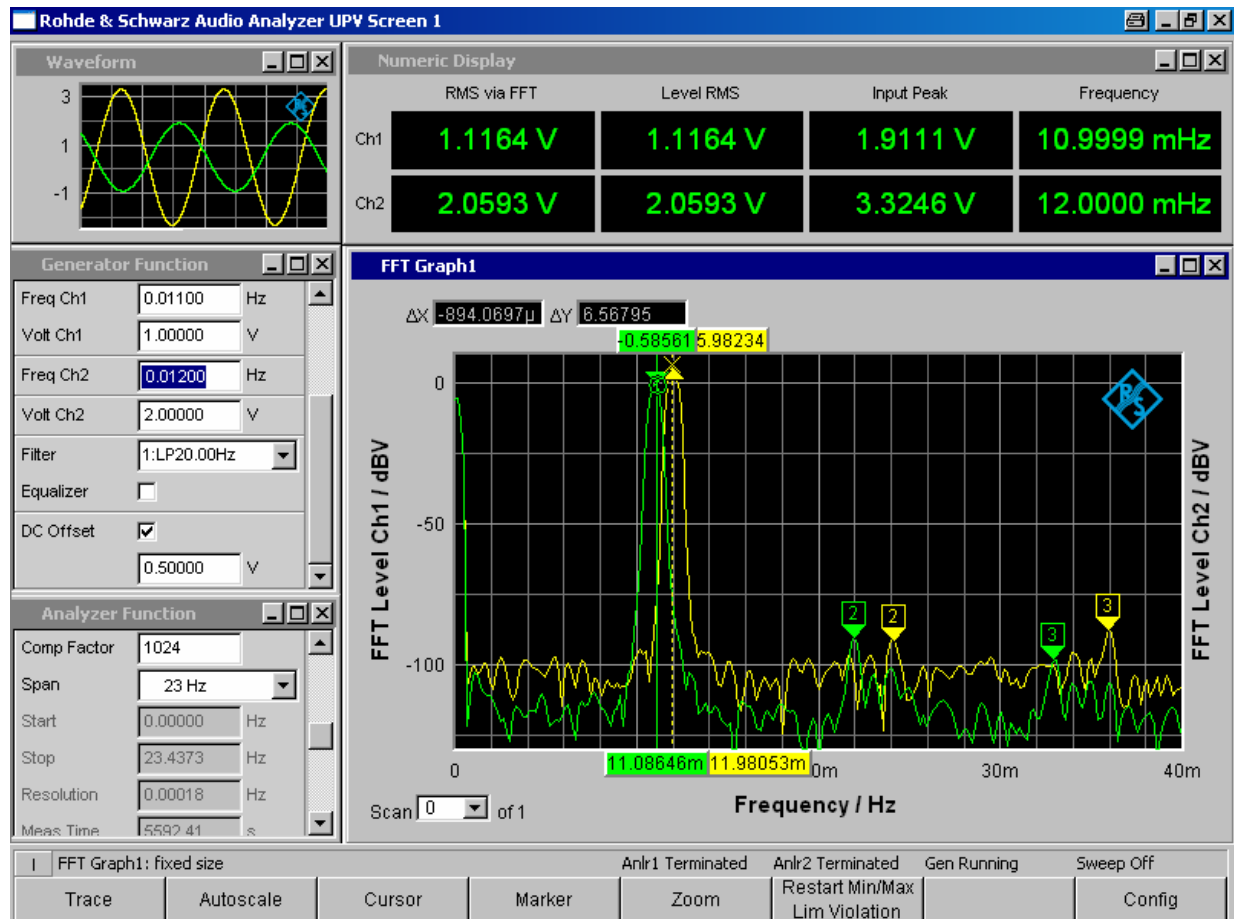 Rohde & Schwarz Audio Analyzer UPV Screen 1
Waveform
3
1
-1
Numeric Display
RMS via FFT Level RMS Input Peak Frequency
Ch1 1.1164 V 1.1164 V 1.9111 V 10.9999 mHz
Ch2 2.0593 V 2.0593 V 3.3246 V 12.0000 mHz
Generator Function
Freq Ch1 0.01100 Hz
Volt Ch1 1.00000 V
Freq Ch2 0.01200 Hz
Volt Ch2 2.00000 V
Filter 1:LP20.00Hz
Equalizer
DC Offset
0.50000 V
Analyzer Function
Comp Factor 1024
Span 23 Hz
Start 0.00000 Hz
Stop 23.4373 Hz
Resolution 0.00018 Hz
Meas Time 5592.41 s
FFT Graph1
ΔX -894.0697µ ΔY 6.56795
-0.58561 5.98234
R/S
FFT Level Ch1 / dBV
0
-50
-100
2 2 3 3
FFT Level Ch2 / dBV
11.08646m 11.98053m
0 0m 30m 40m
Frequency / Hz
Scan 0 of 1
FFT Graph1: fixed size Anlr1 Terminated Anlr2 Terminated Gen Running Sweep Off
Trace Autoscale Cursor Marker Zoom Restart Min/Max Lim Violation Config